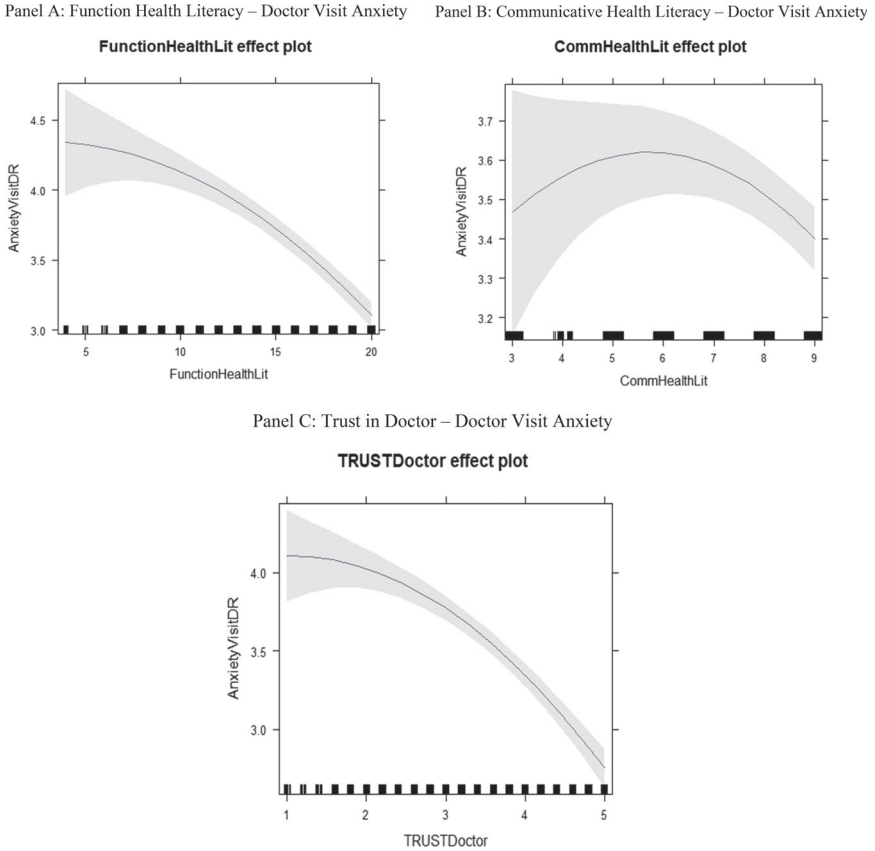 Panel A: Function Health Literacy – Doctor Visit Anxiety
FunctionHealthLit effect plot
4.5
4.0
3.5
3.0
AnxietyVisitDR
5 10 15 20
FunctionHealthLit
Panel B: Communicative Health Literacy – Doctor Visit Anxiety
CommHealthLit effect plot
3.7
3.6
3.5
3.4
3.3
3.2
AnxietyVisitDR
3 4 5 6 7 8 9
CommHealthLit
Panel C: Trust in Doctor – Doctor Visit Anxiety
TRUSTDoctor effect plot
4.0
3.5
3.0
AnxietyVisitDR
1 2 3 4 5
TRUSTDoctor